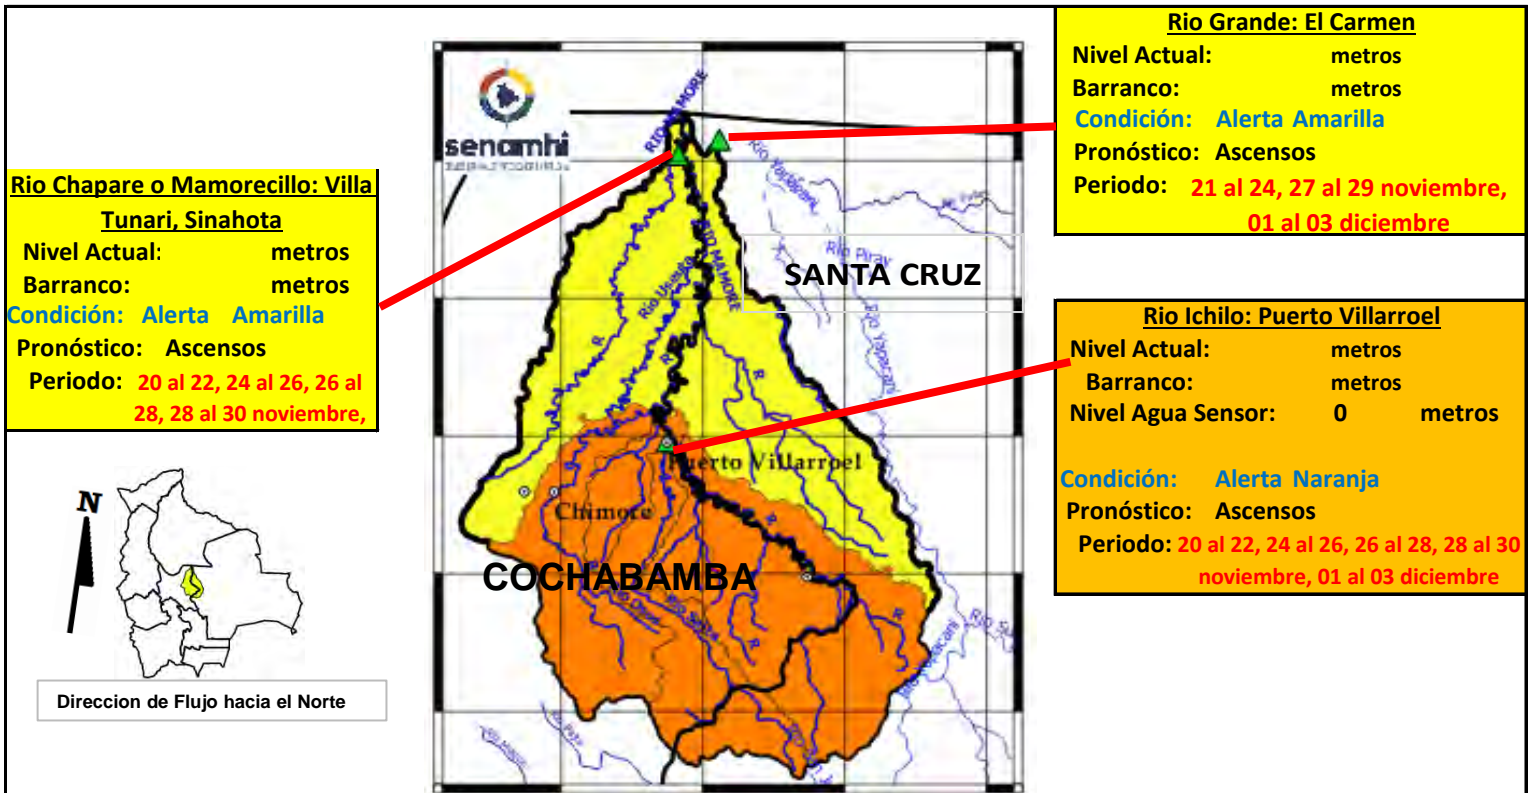 Rio Chapare o Mamorecillo: Villa
Tunari, Sinahota
Nivel Actual: metros
Barranco: metros
Condición: Alerta Amarilla
Pronóstico: Ascensos
Periodo: 20 al 22, 24 al 26, 26 al
28, 28 al 30 noviembre,
N
Direccion de Flujo hacia el Norte
senamhi
RIO MAMORE
Rio Yapacani
Rio Piray
SANTA CRUZ
RIO MAMORE
Rio Usuuta
Rio Yapacani
R
R
R
Puerto Villarroel
Chimore
R
COCHABAMBA
R
R
Rio Yapacani
Rio Grande: El Carmen
Nivel Actual: metros
Barranco: metros
Condición: Alerta Amarilla
Pronóstico: Ascensos
Periodo: 21 al 24, 27 al 29 noviembre,
01 al 03 diciembre
Rio Ichilo: Puerto Villarroel
Nivel Actual: metros
Barranco: metros
Nivel Agua Sensor: 0 metros
Condición: Alerta Naranja
Pronóstico: Ascensos
Periodo: 20 al 22, 24 al 26, 26 al 28, 28 al 30
noviembre, 01 al 03 diciembre